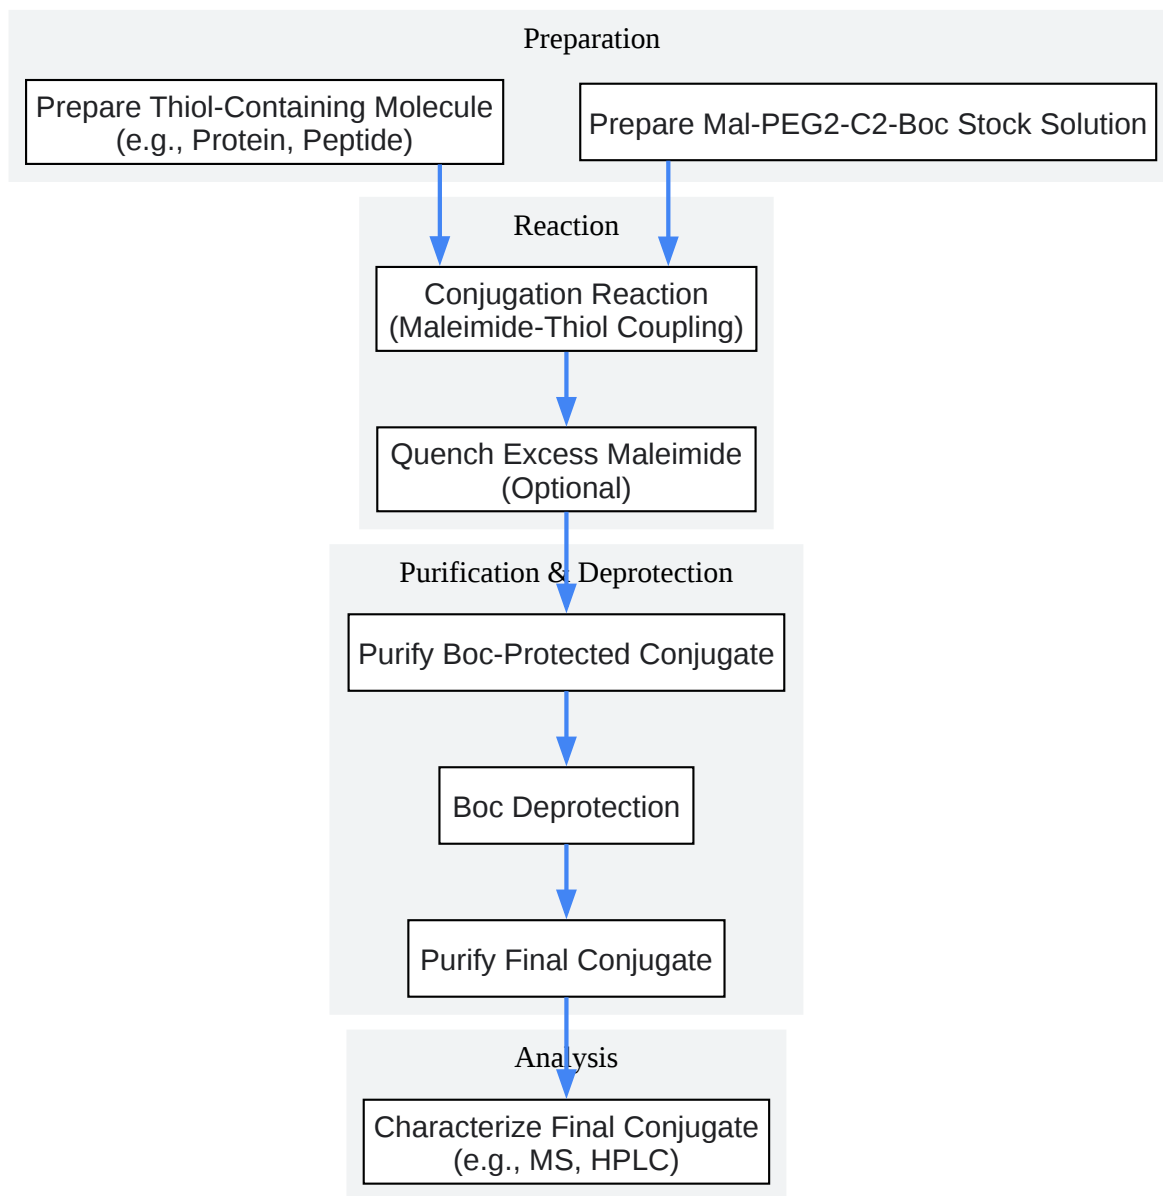 Preparation
Prepare Thiol-Containing Molecule
(e.g., Protein, Peptide)
Prepare Mal-PEG2-C2-Boc Stock Solution
Reaction
Conjugation Reaction
(Maleimide-Thiol Coupling)
Quench Excess Maleimide
(Optional)
Purification & Deprotection
Purify Boc-Protected Conjugate
Boc Deprotection
Purify Final Conjugate
Analysis
Characterize Final Conjugate
(e.g., MS, HPLC)